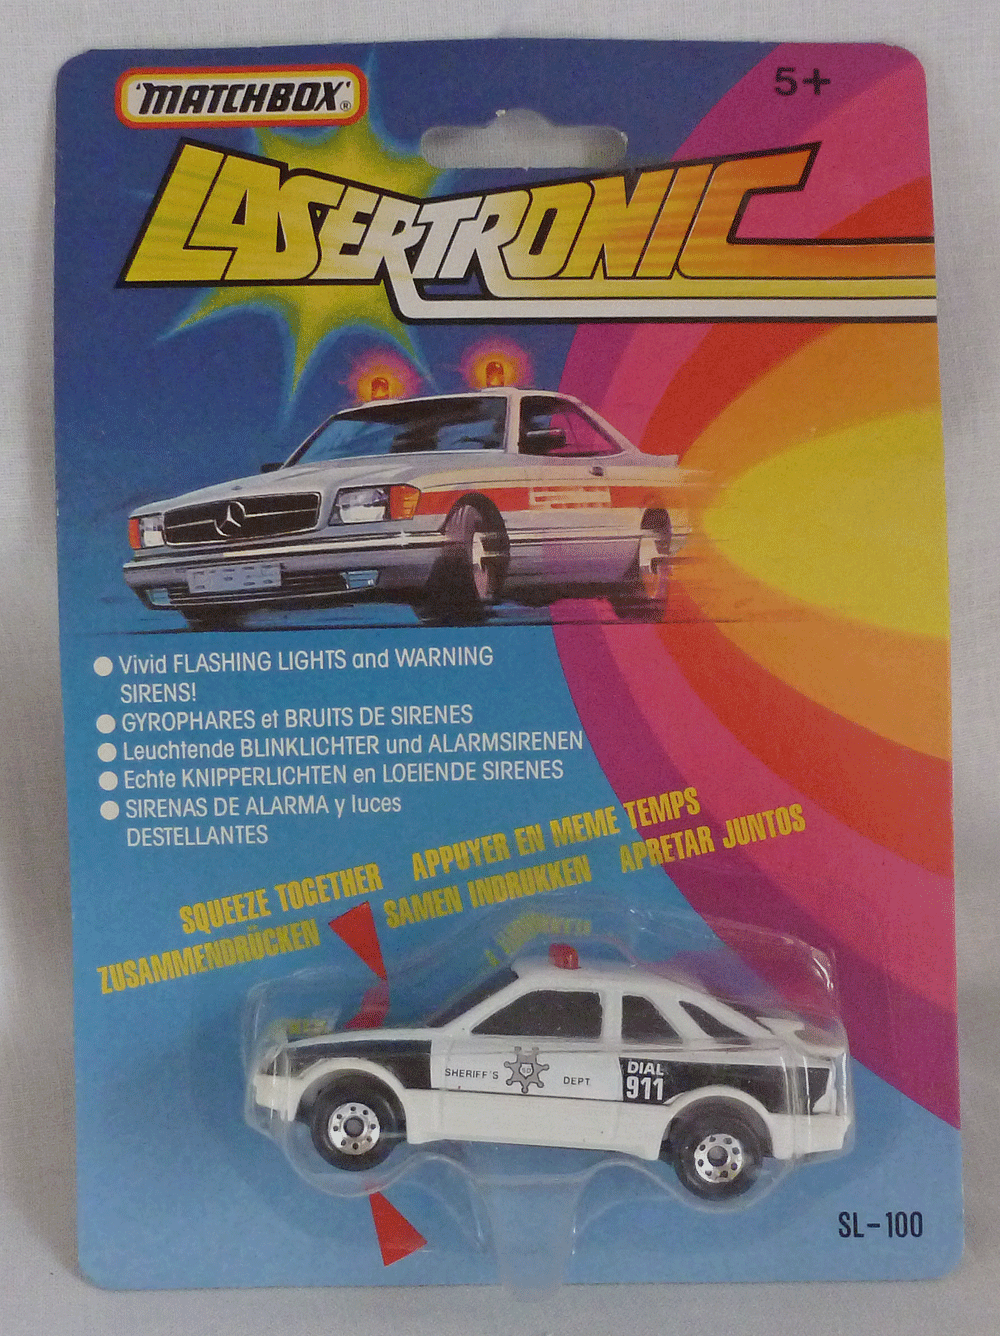 'MATCHBOX'®
5+
LASERTRONIC
● Vivid FLASHING LIGHTS and WARNING
SIRENS!
● GYROPHARES et BRUITS DE SIRENES
● Leuchtende BLINKLICHTER und ALARMSIRENEN
● Echte KNIPPERLICHTEN en LOEIENDE SIRENES
● SIRENAS DE ALARMA y luces
DESTELLANTES
SQUEEZE TOGETHER APPUYER EN MEME TEMPS
ZUSAMMENDRÜCKEN SAMEN INDRUKKEN APRETAR JUNTOS
SHERIFF'S SD DEPT. DIAL
911
SL-100